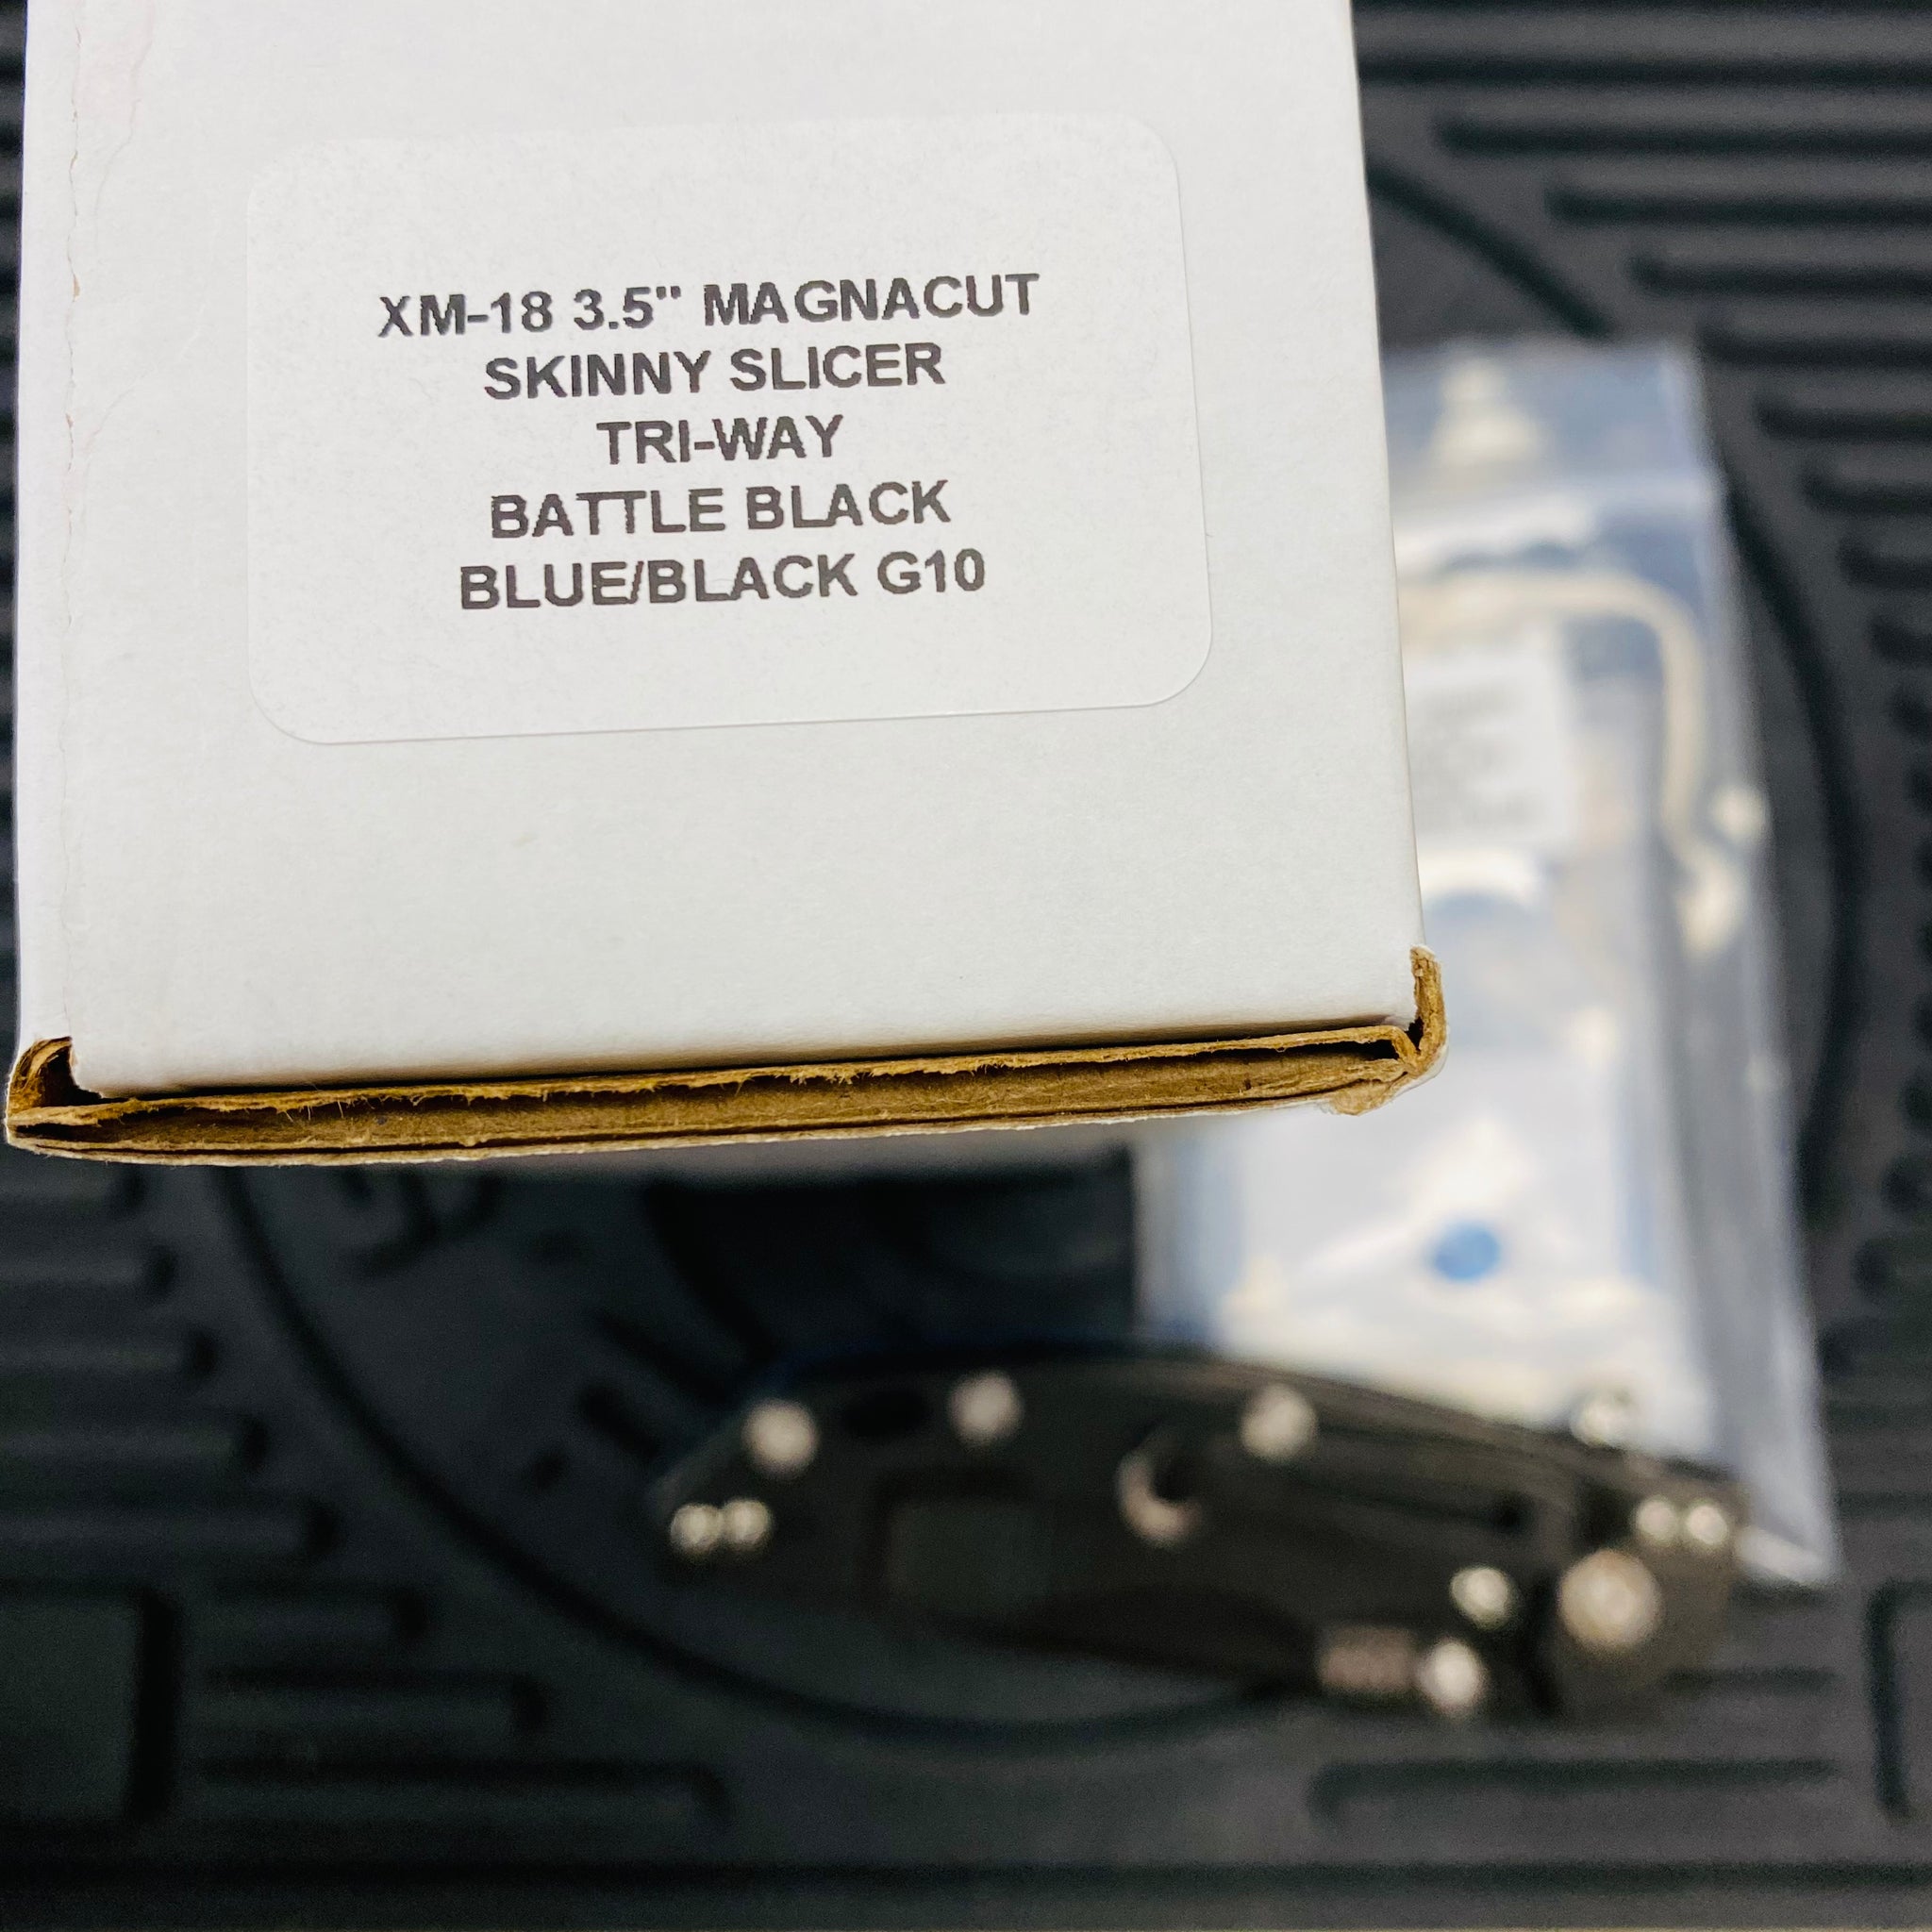 XM-18 3.5" MAGNACUT
SKINNY SLICER
TRI-WAY
BATTLE BLACK
BLUE/BLACK G10